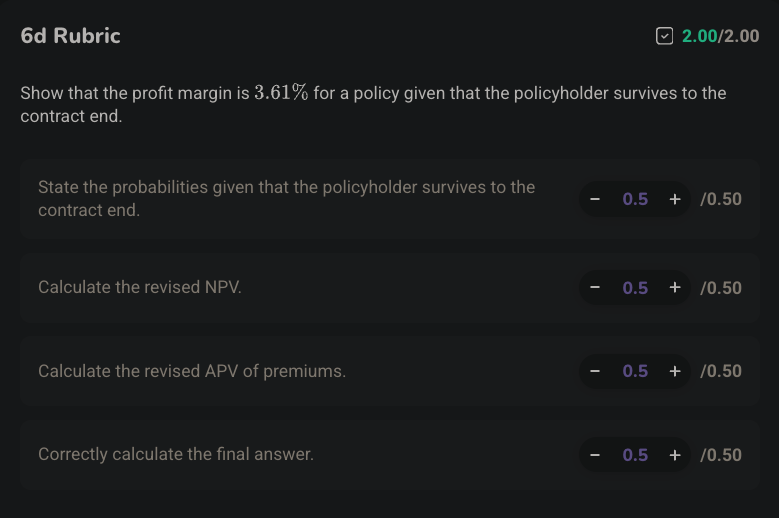 6d Rubric
2.00/2.00
Show that the profit margin is 3.61% for a policy given that the policyholder survives to the
contract end.
State the probabilities given that the policyholder survives to the
contract end.
− 0.5 + /0.50
Calculate the revised NPV.
− 0.5 + /0.50
Calculate the revised APV of premiums.
− 0.5 + /0.50
Correctly calculate the final answer.
− 0.5 + /0.50